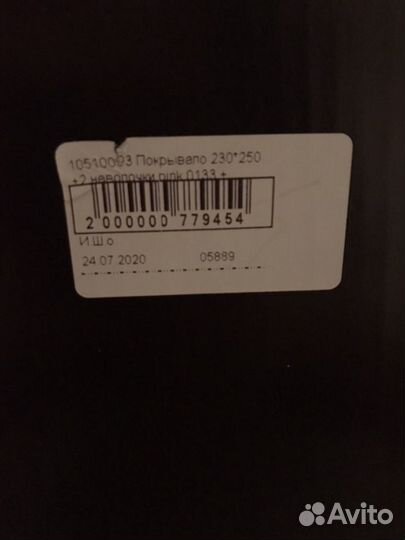 10510093 Покрывало 230*250
+2 наволочки pink 0133 +
2 000000 779454
И.Ш.о
24.07.2020 05889
Avito